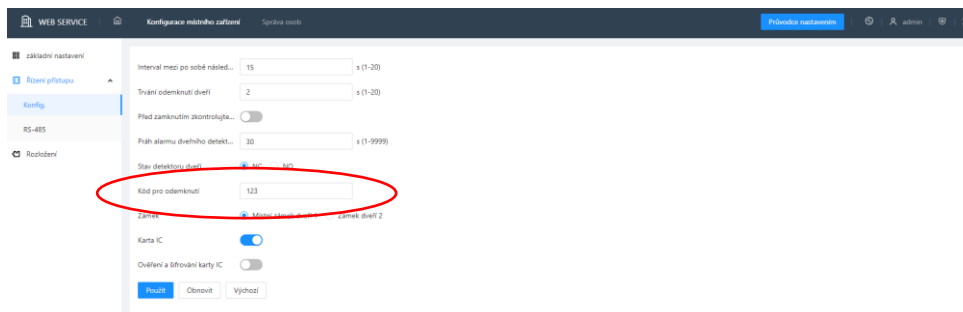 WEB SERVICE Konfigurace místního zařízení Správa osob Průvodce nastavením admin
základní nastavení
Řízení přístupu
Konfig.
RS-485
Rozložení
Interval mezi po sobě násled... 15 s (1-20)
Trvání odemknutí dveří 2 s (1-20)
Před zamknutím zkontrolujte...
Práh alarmu dveřního detekt... 30 s (1-9999)
Stav detektoru dveří NC NO
Kód pro odemknutí 123
Zámek Místní zámek dveří Zámek dveří 2
Karta IC
Ověření a šifrování karty IC
Použít Obnovit Výchozí